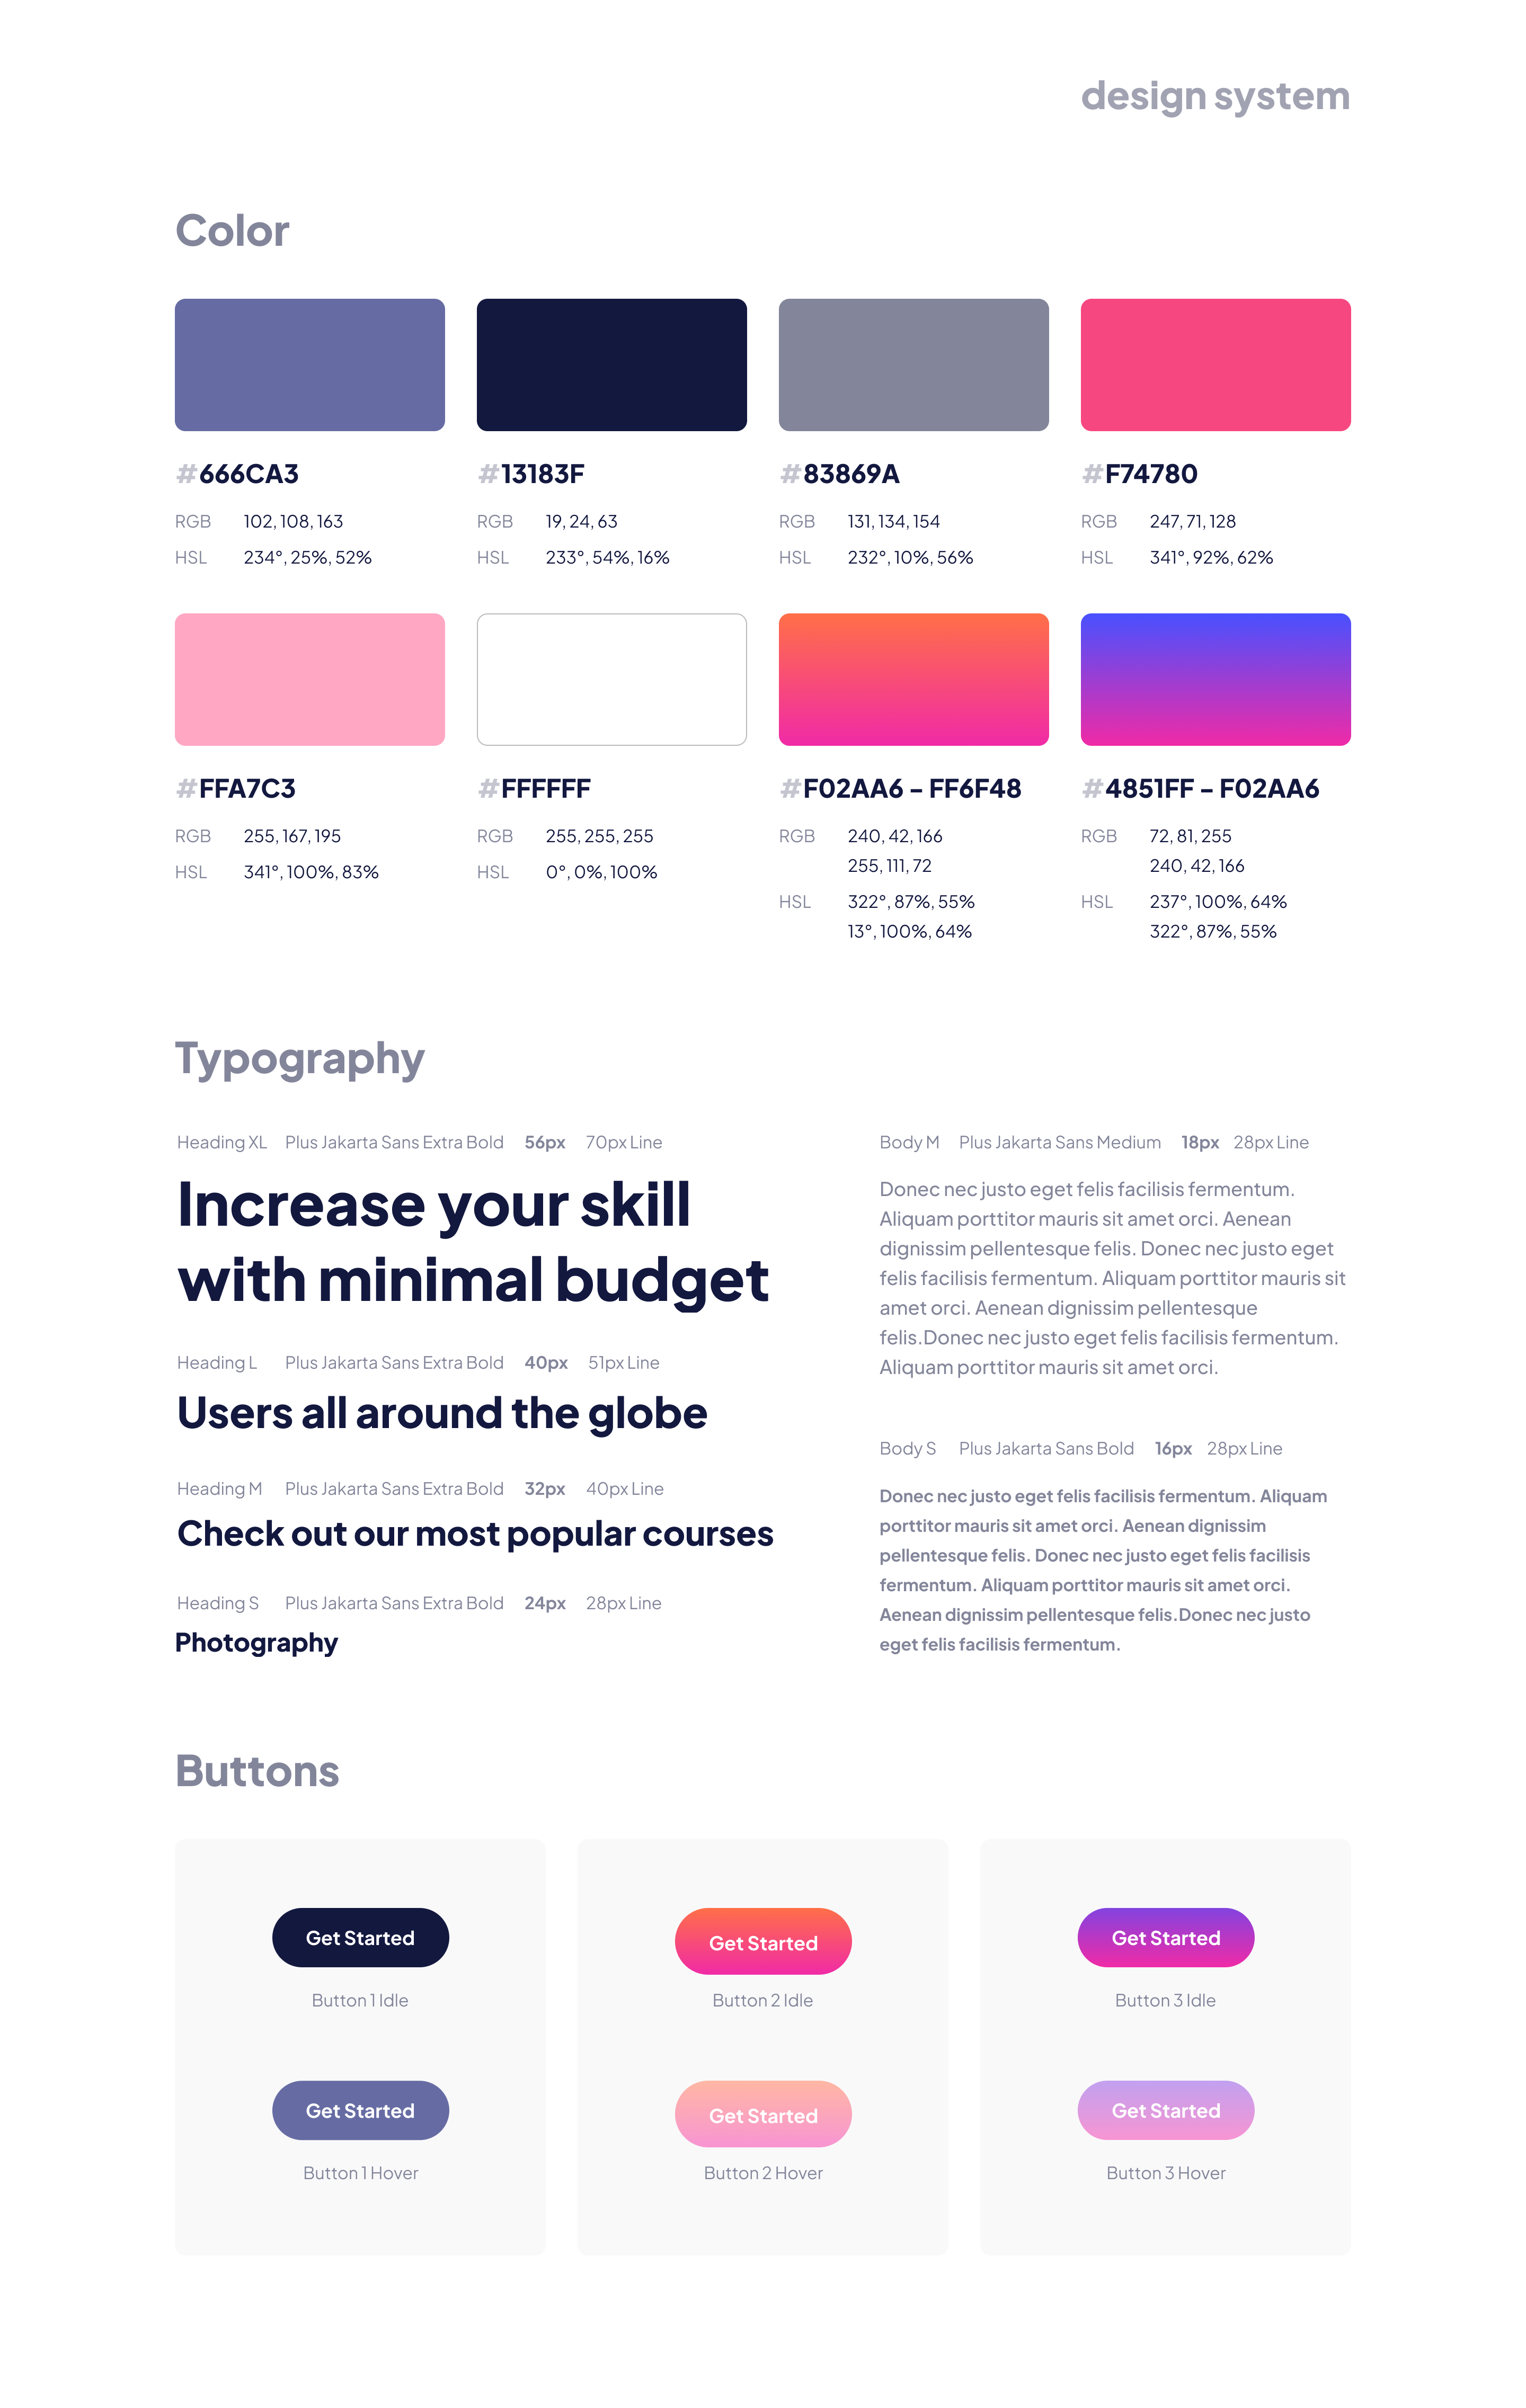 design system
Color
#666CA3
RGB 102, 108, 163
HSL 234°, 25%, 52%
#13183F
RGB 19, 24, 63
HSL 233°, 54%, 16%
#83869A
RGB 131, 134, 154
HSL 232°, 10%, 56%
#F74780
RGB 247, 71, 128
HSL 341°, 92%, 62%
#FFA7C3
RGB 255, 167, 195
HSL 341°, 100%, 83%
#FFFFFF
RGB 255, 255, 255
HSL 0°, 0%, 100%
#F02AA6 – FF6F48
RGB 240, 42, 166
255, 111, 72
HSL 322°, 87%, 55%
13°, 100%, 64%
#4851FF – F02AA6
RGB 72, 81, 255
240, 42, 166
HSL 237°, 100%, 64%
322°, 87%, 55%
Typography
Heading XL Plus Jakarta Sans Extra Bold 56px 70px Line
Increase your skill
with minimal budget
Heading L Plus Jakarta Sans Extra Bold 40px 51px Line
Users all around the globe
Heading M Plus Jakarta Sans Extra Bold 32px 40px Line
Check out our most popular courses
Heading S Plus Jakarta Sans Extra Bold 24px 28px Line
Photography
Body M Plus Jakarta Sans Medium 18px 28px Line
Donec nec justo eget felis facilisis fermentum.
Aliquam porttitor mauris sit amet orci. Aenean
dignissim pellentesque felis. Donec nec justo eget
felis facilisis fermentum. Aliquam porttitor mauris sit
amet orci. Aenean dignissim pellentesque
felis.Donec nec justo eget felis facilisis fermentum.
Aliquam porttitor mauris sit amet orci.
Body S Plus Jakarta Sans Bold 16px 28px Line
Donec nec justo eget felis facilisis fermentum. Aliquam
porttitor mauris sit amet orci. Aenean dignissim
pellentesque felis. Donec nec justo eget felis facilisis
fermentum. Aliquam porttitor mauris sit amet orci.
Aenean dignissim pellentesque felis.Donec nec justo
eget felis facilisis fermentum.
Buttons
Get Started
Button 1 Idle
Get Started
Button 1 Hover
Get Started
Button 2 Idle
Get Started
Button 2 Hover
Get Started
Button 3 Idle
Get Started
Button 3 Hover